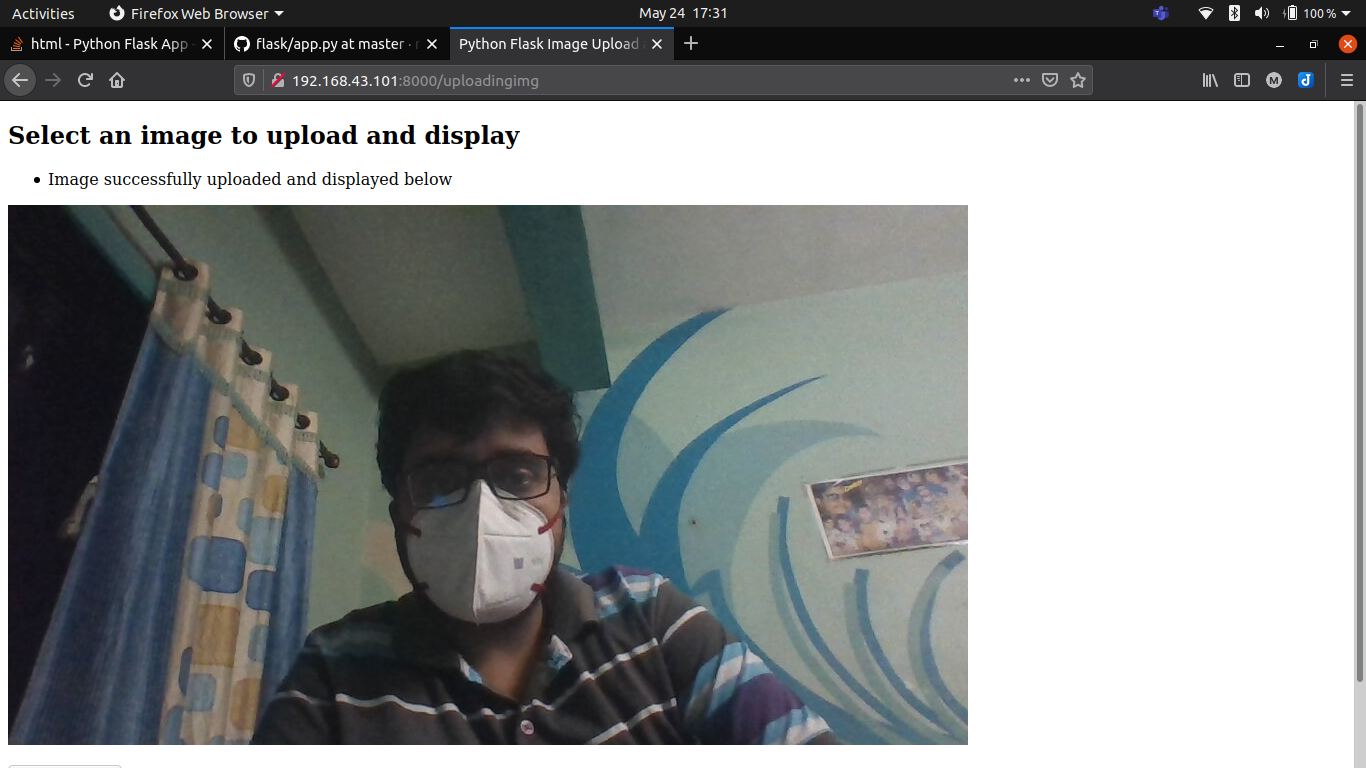 Activities Firefox Web Browser May 24 17:31 100 %
html - Python Flask App flask/app.py at master · Python Flask Image Upload
192.168.43.101:8000/uploadingimg
Select an image to upload and display
Image successfully uploaded and displayed below